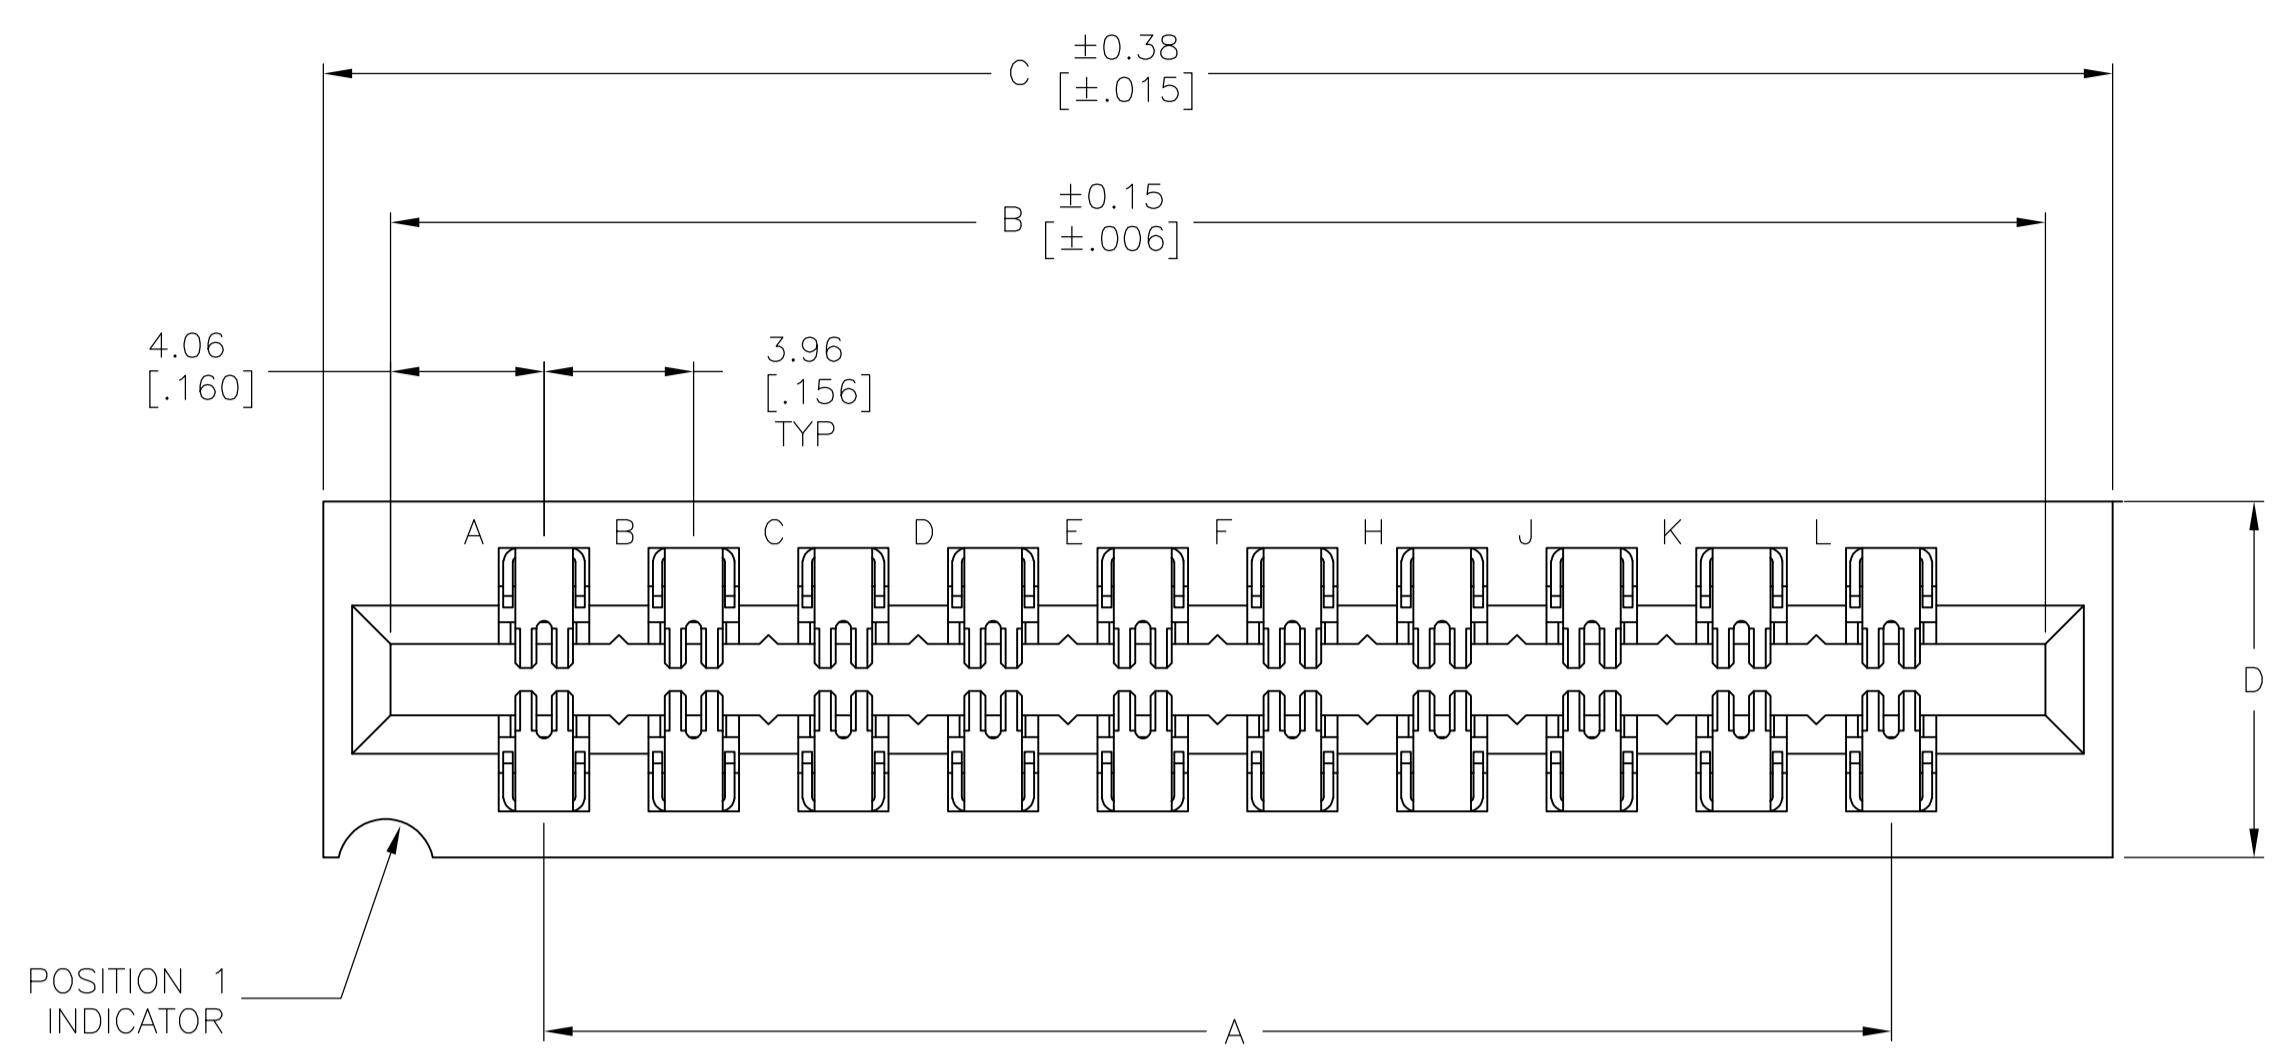 C ±0.38
[±.015]
B ±0.15
[±.006]
4.06
[.160]
3.96
[.156]
TYP
A B C D E F H J K L
D
POSITION 1
INDICATOR
A